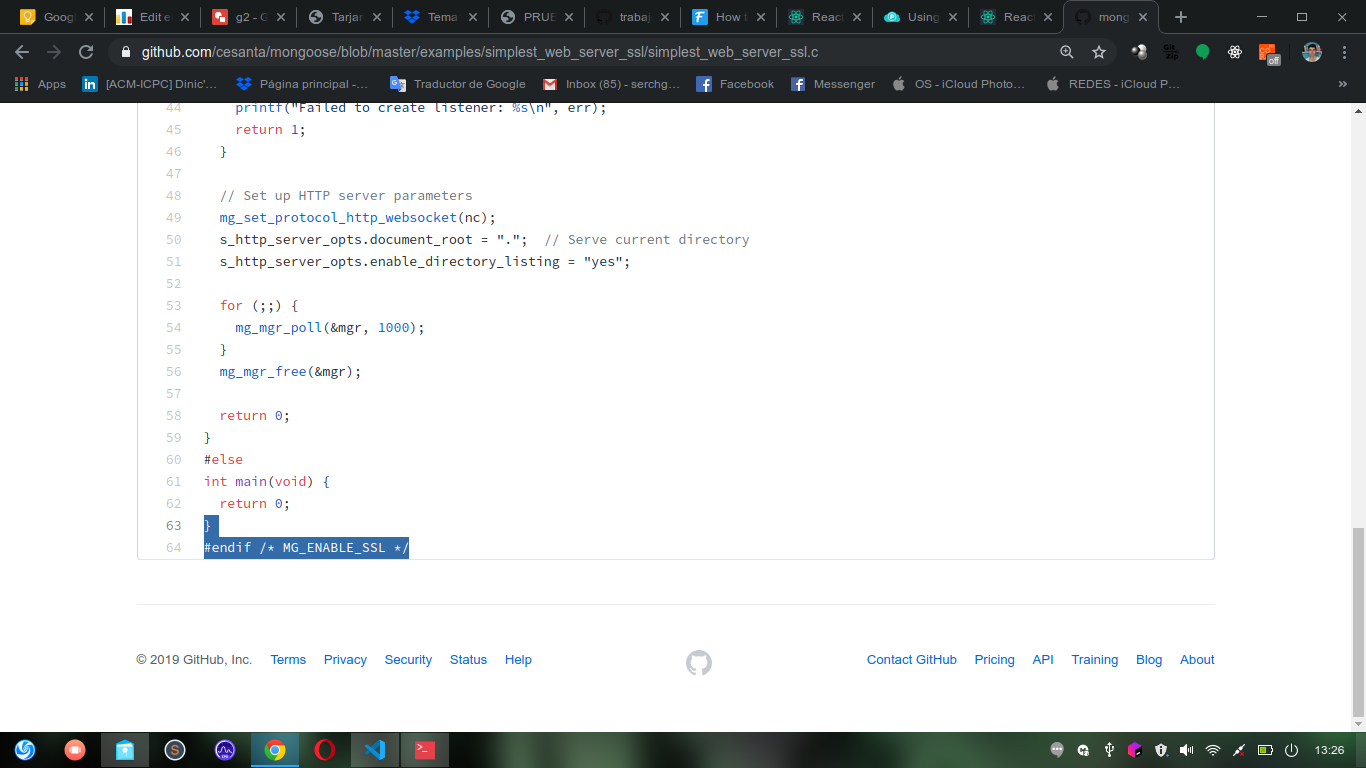 Googl
Edit e
g2 - G
Tarjan
Tema
PRUE
traba
How t
React
Using
React
mong
github.com/cesanta/mongoose/blob/master/examples/simplest_web_server_ssl/simplest_web_server_ssl.c
Git
zip
off
Apps
[ACM-ICPC] Dinic'...
Página principal -...
Traductor de Google
Inbox (85) - serchg...
Facebook
Messenger
OS - iCloud Photo...
REDES - iCloud P...
»
44 printf("Failed to create listener: %s\n", err);
45 return 1;
46 }
47
48 // Set up HTTP server parameters
49 mg_set_protocol_http_websocket(nc);
50 s_http_server_opts.document_root = "."; // Serve current directory
51 s_http_server_opts.enable_directory_listing = "yes";
52
53 for (;;) {
54 mg_mgr_poll(&mgr, 1000);
55 }
56 mg_mgr_free(&mgr);
57
58 return 0;
59 }
60 #else
61 int main(void) {
62 return 0;
63 }
64 #endif /* MG_ENABLE_SSL */
© 2019 GitHub, Inc. Terms Privacy Security Status Help
Contact GitHub Pricing API Training Blog About
13:26